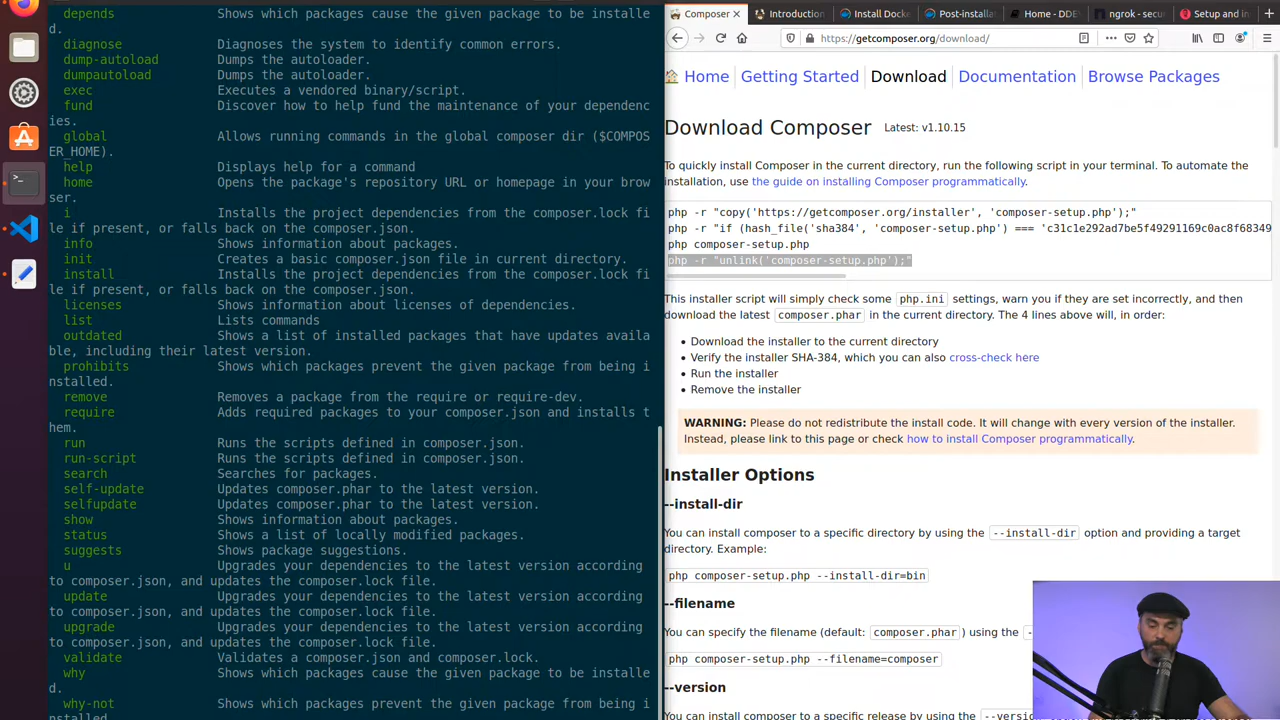 depends Shows which packages cause the given package to be installe
d.
diagnose Diagnoses the system to identify common errors.
dump-autoload Dumps the autoloader.
dumpautoload Dumps the autoloader.
exec Executes a vendored binary/script.
fund Discover how to help fund the maintenance of your dependenc
ies.
global Allows running commands in the global composer dir ($COMPOS
ER_HOME).
help Displays help for a command
home Opens the package's repository URL or homepage in your brow
ser.
i Installs the project dependencies from the composer.lock fi
le if present, or falls back on the composer.json.
info Shows information about packages.
init Creates a basic composer.json file in current directory.
install Installs the project dependencies from the composer.lock fi
le if present, or falls back on the composer.json.
licenses Shows information about licenses of dependencies.
list Lists commands
outdated Shows a list of installed packages that have updates availa
ble, including their latest version.
prohibits Shows which packages prevent the given package from being i
nstalled.
remove Removes a package from the require or require-dev.
require Adds required packages to your composer.json and installs t
hem.
run Runs the scripts defined in composer.json.
run-script Runs the scripts defined in composer.json.
search Searches for packages.
self-update Updates composer.phar to the latest version.
selfupdate Updates composer.phar to the latest version.
show Shows information about packages.
status Shows a list of locally modified packages.
suggests Shows package suggestions.
u Upgrades your dependencies to the latest version according
to composer.json, and updates the composer.lock file.
update Upgrades your dependencies to the latest version according
to composer.json, and updates the composer.lock file.
upgrade Upgrades your dependencies to the latest version according
to composer.json, and updates the composer.lock file.
validate Validates a composer.json and composer.lock.
why Shows which packages cause the given package to be installe
d.
why-not Shows which packages prevent the given package from being i
nstalled.
Composer Introduction Install Docke Post-installa Home - DDE ngrok - secu Setup and In
https://getcomposer.org/download/
Home Getting Started Download Documentation Browse Packages
Download Composer Latest: v1.10.15
To quickly install Composer in the current directory, run the following script in your terminal. To automate the
installation, use the guide on installing Composer programmatically.
php -r "copy('https://getcomposer.org/installer', 'composer-setup.php');"
php -r "if (hash_file('sha384', 'composer-setup.php') === 'c31c1e292ad7be5f49291169c0ac8f68349
php composer-setup.php
php -r "unlink('composer-setup.php');"
This installer script will simply check some php.ini settings, warn you if they are set incorrectly, and then
download the latest composer.phar in the current directory. The 4 lines above will, in order:
Download the installer to the current directory
Verify the installer SHA-384, which you can also cross-check here
Run the installer
Remove the installer
WARNING: Please do not redistribute the install code. It will change with every version of the installer.
Instead, please link to this page or check how to install Composer programmatically.
Installer Options
--install-dir
You can install composer to a specific directory by using the --install-dir option and providing a target
directory. Example:
php composer-setup.php --install-dir=bin
--filename
You can specify the filename (default: composer.phar) using the -
php composer-setup.php --filename=composer
--version
You can install composer to a specific release by using the --version